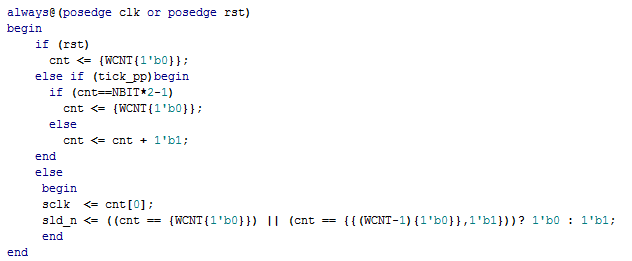 always@(posedge clk or posedge rst)
begin
    if (rst)
      cnt <= {WCNT{1'b0}};
    else if (tick_pp)begin
      if (cnt==NBIT*2-1)
        cnt <= {WCNT{1'b0}};
      else
        cnt <= cnt + 1'b1;
    end
    else
     begin
     sclk  <= cnt[0];
     sld_n <= ((cnt == {WCNT{1'b0}}) || (cnt == {{(WCNT-1){1'b0}},1'b1}))? 1'b0 : 1'b1;
     end
end